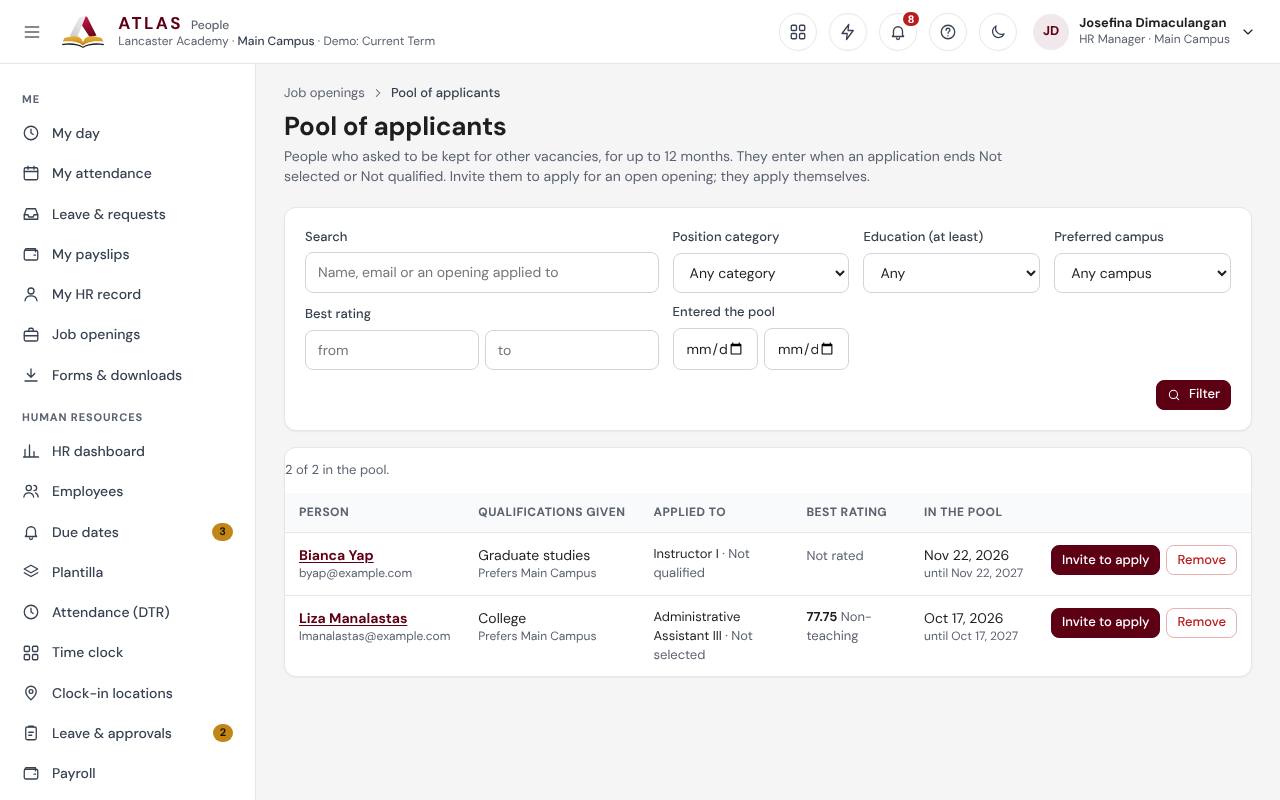 ATLAS People
Lancaster Academy · Main Campus · Demo: Current Term
8
JD
Josefina Dimaculangan
HR Manager · Main Campus
ME
My day
My attendance
Leave & requests
My payslips
My HR record
Job openings
Forms & downloads
HUMAN RESOURCES
HR dashboard
Employees
Due dates 3
Plantilla
Attendance (DTR)
Time clock
Clock-in locations
Leave & approvals 2
Payroll
Job openings > Pool of applicants
Pool of applicants
People who asked to be kept for other vacancies, for up to 12 months. They enter when an application ends Not
selected or Not qualified. Invite them to apply for an open opening; they apply themselves.
Search
Name, email or an opening applied to
Position category
Any category
Education (at least)
Any
Preferred campus
Any campus
Best rating
from
to
Entered the pool
mm/d
mm/d
Filter
2 of 2 in the pool.
PERSON QUALIFICATIONS GIVEN APPLIED TO BEST RATING IN THE POOL
Bianca Yap
byap@example.com
Graduate studies
Prefers Main Campus
Instructor I · Not
qualified
Not rated
Nov 22, 2026
until Nov 22, 2027
Invite to apply
Remove
Liza Manalastas
lmanalastas@example.com
College
Prefers Main Campus
Administrative
Assistant III · Not
selected
77.75 Non-
teaching
Oct 17, 2026
until Oct 17, 2027
Invite to apply
Remove